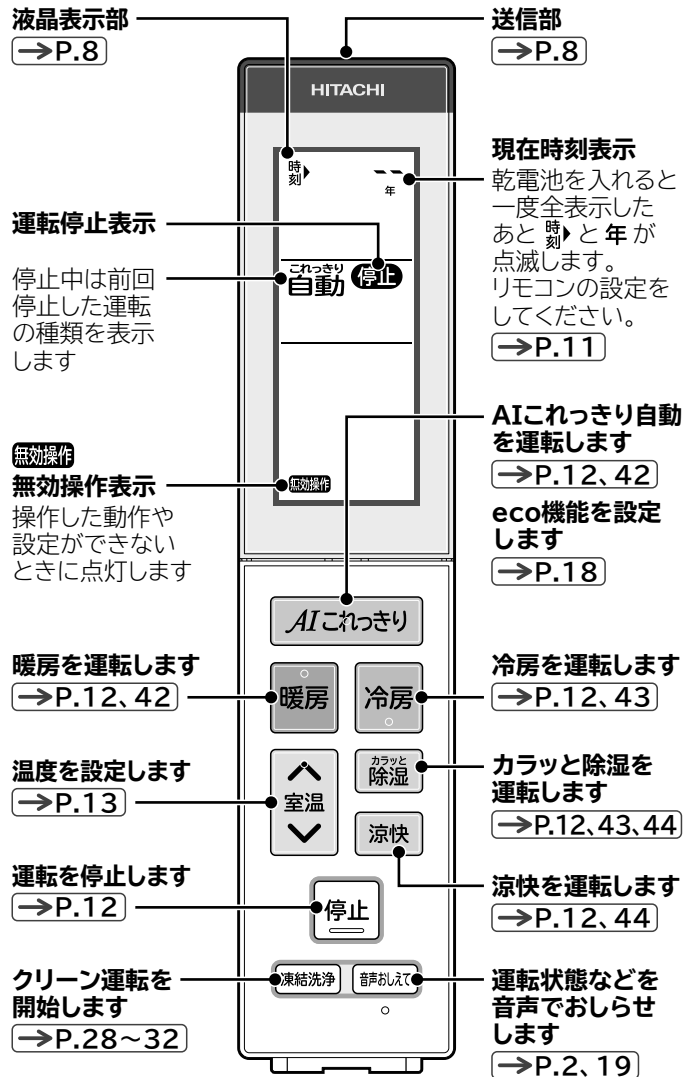 液晶表示部
→P.8
送信部
→P.8
HITACHI
時刻
年
現在時刻表示
乾電池を入れると
一度全表示した
あと 時刻 と 年 が
点滅します。
リモコンの設定を
してください。
→P.11
運転停止表示
これっきり
自動 停止
停止中は前回
停止した運転
の種類を表示
します
無効操作
無効操作表示
操作した動作や
設定ができない
ときに点灯します
無効操作
AIこれっきり自動
を運転します
→P.12、42
eco機能を設定
します
→P.18
AIこれっきり
暖房を運転します
→P.12、42
暖房
冷房
冷房を運転します
→P.12、43
温度を設定します
→P.13
室温
カラッと
除湿
涼快
カラッと除湿を
運転します
→P.12、43、44
運転を停止します
→P.12
停止
涼快を運転します
→P.12、44
クリーン運転を
開始します
→P.28～32
凍結洗浄
音声おしえて
運転状態などを
音声でおしらせ
します
→P.2、19